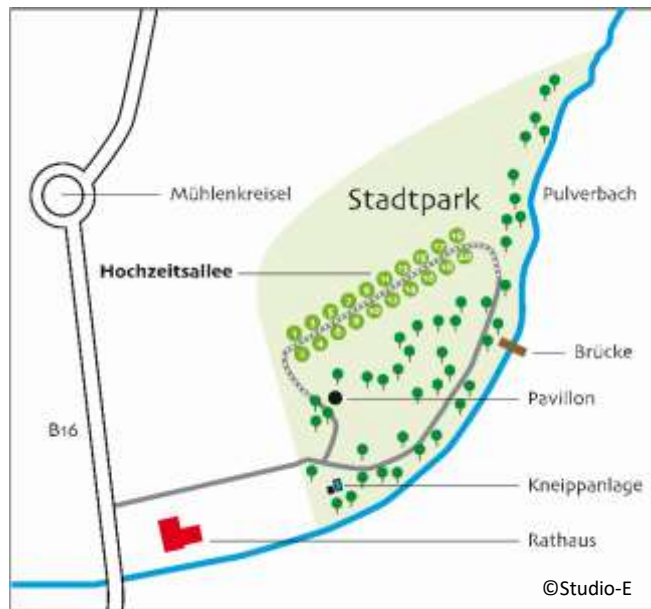 Mühlenkreisel
Stadtpark
Pulverbach
Hochzeitsallee
Brücke
Pavillon
B16
Kneippanlage
Rathaus
©Studio-E